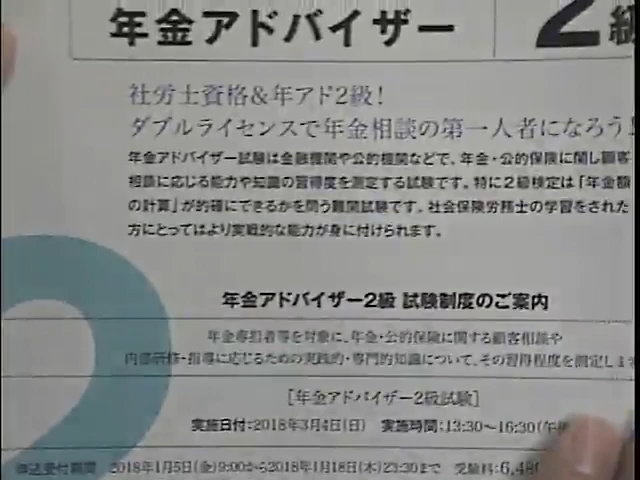 年金アドバイザー 2級
社労士資格&年アド2級!
ダブルライセンスで年金相談の第一人者になろう!
年金アドバイザー試験は金融機関や公的機関などで、年金・公的保険に関し顧客
相談に応じる能力や知識の習得度を測定する試験です。特に2級検定は「年金額
の計算」が的確にできるかを問う難関試験です。社会保険労務士の学習をされた
方にとってはより実戦的な能力が身に付けられます。
年金アドバイザー2級 試験制度のご案内
年金専担者等を対象に、年金・公的保険に関する顧客相談や
内部研修・指導に応じるための実践的・専門的知識について、その習得程度を測定しま
[年金アドバイザー2級試験]
実施日付:2018年3月4日(日) 実施時間:13:30〜16:30(午
申込受付期間 2018年1月5日(金)9:00から2018年1月18日(木)23:30まで 受験料:6,480
2